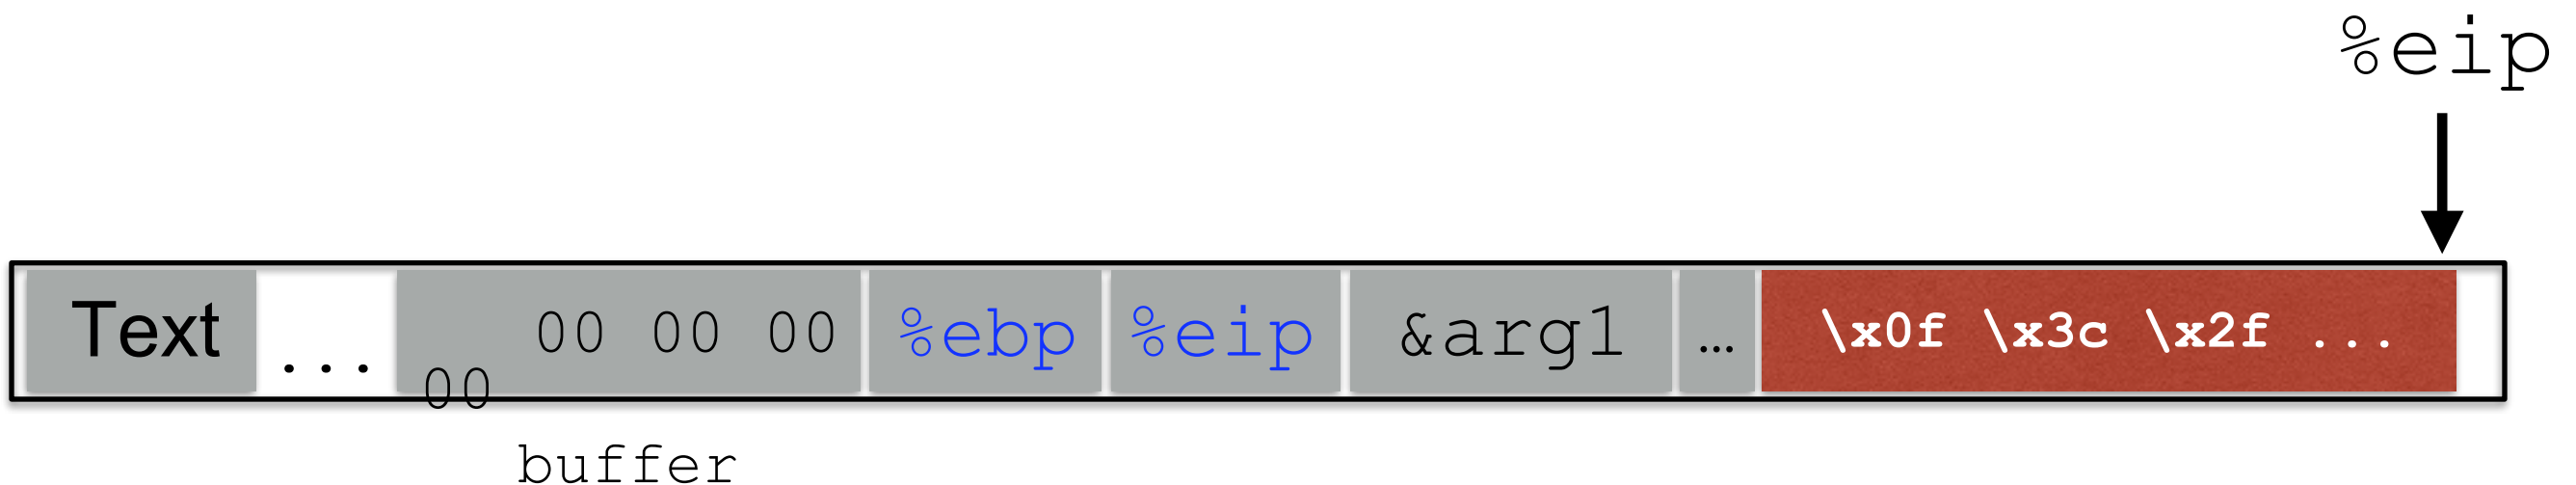 %eip
Text ... 00 00 00 %ebp %eip &arg1 ... \x0f \x3c \x2f ...
00
buffer